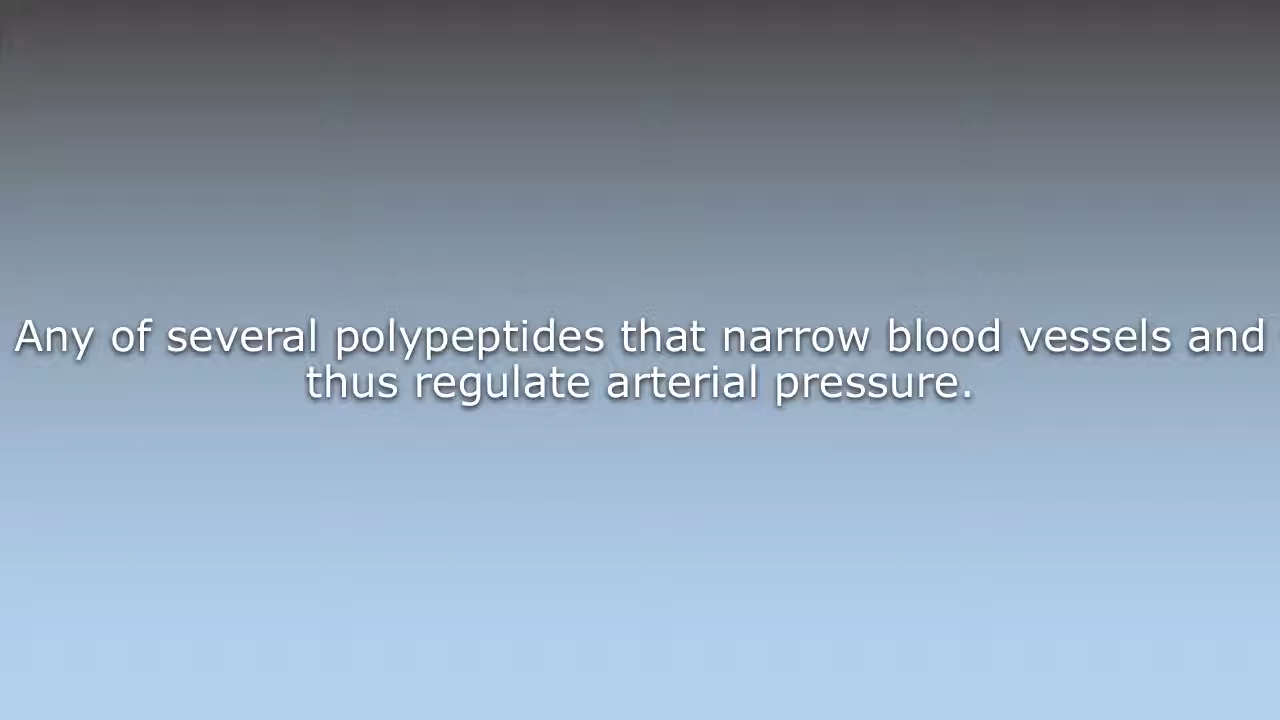 Any of several polypeptides that narrow blood vessels and
thus regulate arterial pressure.